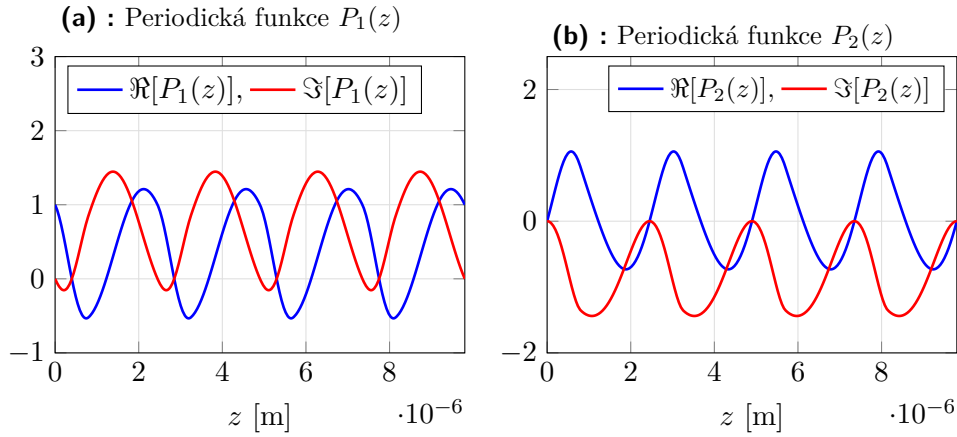 (a) : Periodická funkce P₁(z)
ℜ[P₁(z)], ℑ[P₁(z)]
3
2
1
0
−1
0 2 4 6 8
z [m] ·10⁻⁶
(b) : Periodická funkce P₂(z)
ℜ[P₂(z)], ℑ[P₂(z)]
2
0
−2
0 2 4 6 8
z [m] ·10⁻⁶